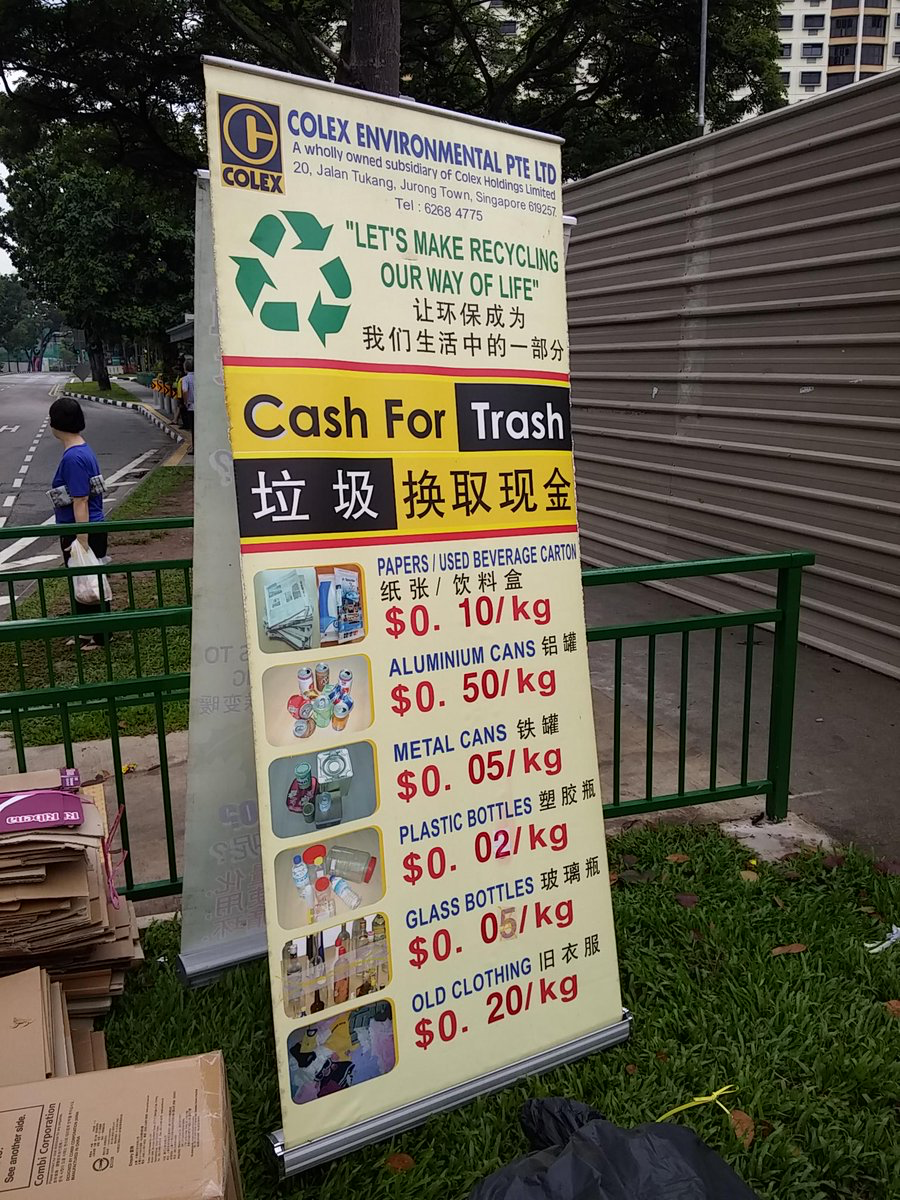 COLEX
COLEX ENVIRONMENTAL PTE LTD
A wholly owned subsidiary of Colex Holdings Limited
20, Jalan Tukang, Jurong Town, Singapore 619257.
Tel : 6268 4775
"LET'S MAKE RECYCLING
OUR WAY OF LIFE"
让环保成为
我们生活中的一部分
Cash For Trash
垃圾换取现金
PAPERS / USED BEVERAGE CARTON
纸张/饮料盒
$0. 10/kg
ALUMINIUM CANS 铝罐
$0. 50/kg
METAL CANS 铁罐
$0. 05/kg
PLASTIC BOTTLES 塑胶瓶
$0. 02/kg
GLASS BOTTLES 玻璃瓶
$0. 05/kg
OLD CLOTHING 旧衣服
$0. 20/kg
See another side.
Combi Corporation